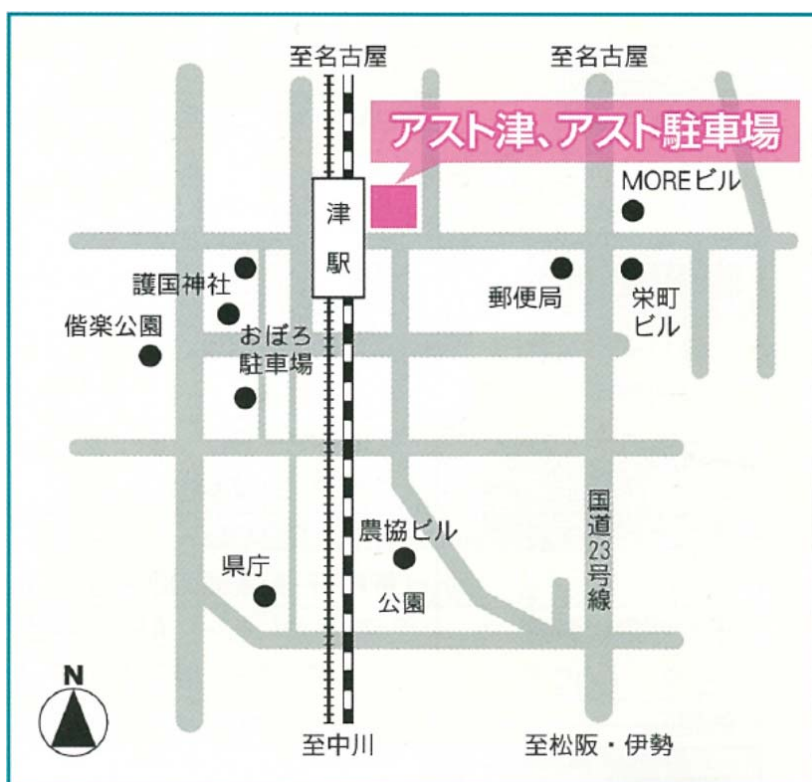 至名古屋
至名古屋
アスト津、アスト駐車場
MOREビル
津
駅
護国神社
郵便局
栄町
ビル
偕楽公園
おぼろ
駐車場
国道23号線
農協ビル
県庁
公園
N
至中川
至松阪・伊勢